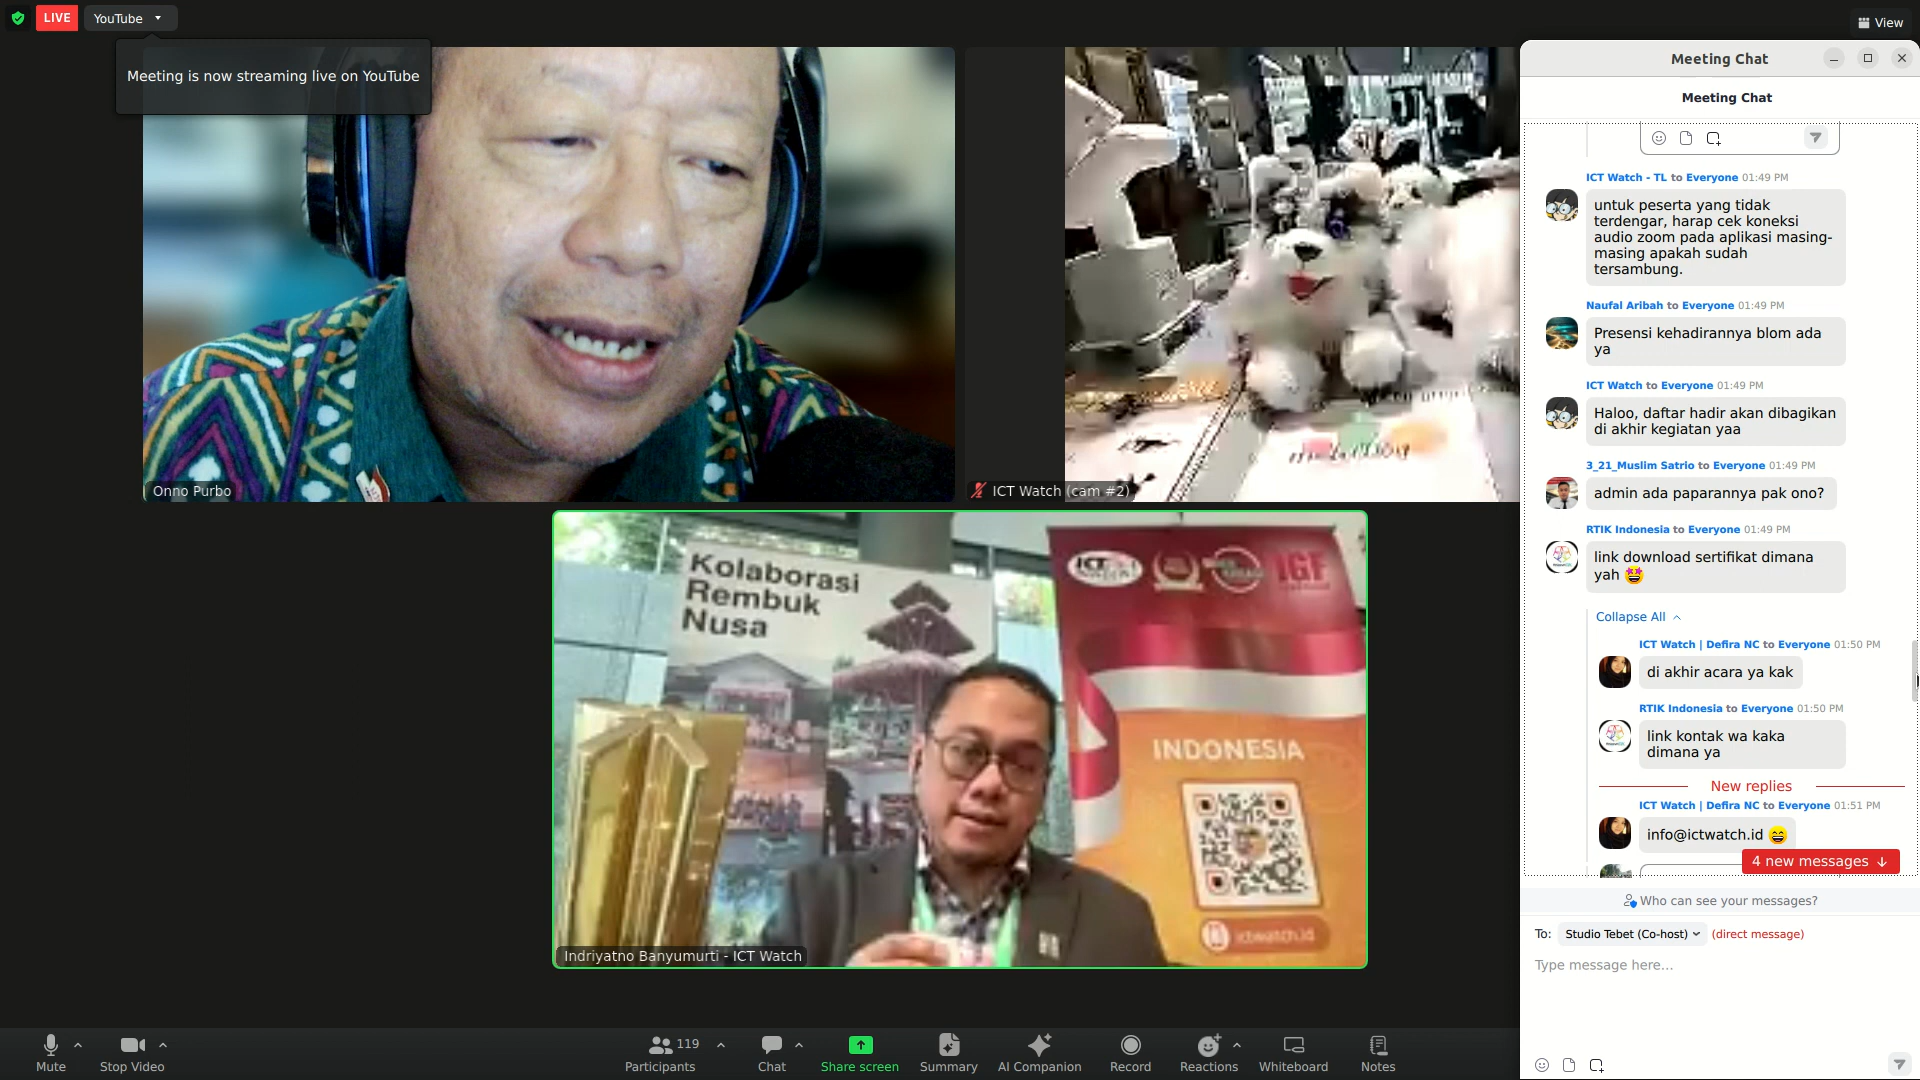 LIVE
YouTube
View
Meeting is now streaming live on YouTube
Onno Purbo
ICT Watch (cam #2)
Kolaborasi
Rembuk
Nusa
ICT
IGF
INDONESIA
ictwatch.id
Indriyatno Banyumurti - ICT Watch
Meeting Chat
Meeting Chat
ICT Watch - TL to Everyone 01:49 PM
untuk peserta yang tidak
terdengar, harap cek koneksi
audio zoom pada aplikasi masing-
masing apakah sudah
tersambung.
Naufal Aribah to Everyone 01:49 PM
Presensi kehadirannya blom ada
ya
ICT Watch to Everyone 01:49 PM
Haloo, daftar hadir akan dibagikan
di akhir kegiatan yaa
3_21_Muslim Satrio to Everyone 01:49 PM
admin ada paparannya pak ono?
RTIK Indonesia to Everyone 01:49 PM
link download sertifikat dimana
yah 🤩
Collapse All
ICT Watch | Defira NC to Everyone 01:50 PM
di akhir acara ya kak
RTIK Indonesia to Everyone 01:50 PM
link kontak wa kaka
dimana ya
New replies
ICT Watch | Defira NC to Everyone 01:51 PM
info@ictwatch.id 😄
4 new messages ↓
Who can see your messages?
To: Studio Tebet (Co-host) (direct message)
Type message here...
Mute
Stop Video
119
Participants
Chat
Share screen
Summary
AI Companion
Record
Reactions
Whiteboard
Notes